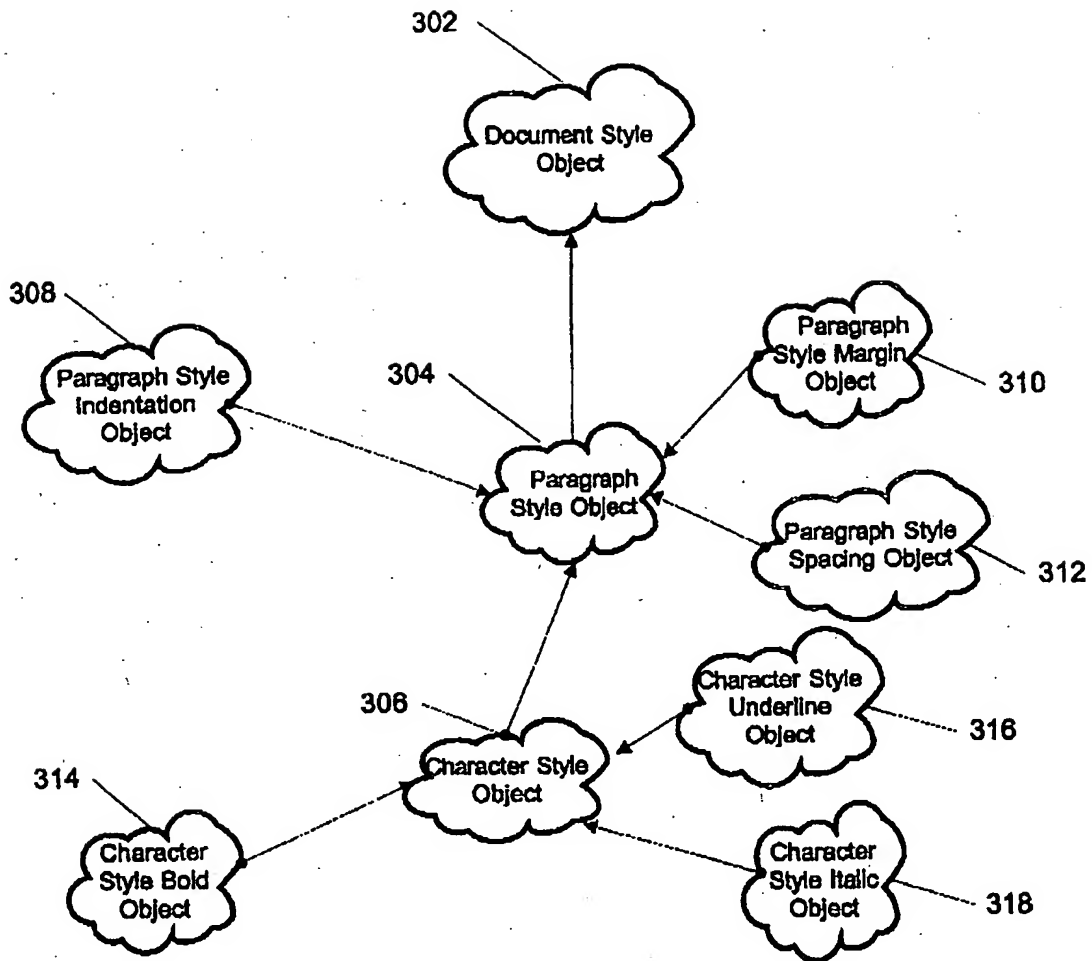 302
Document Style
Object
308
Paragraph Style
Indentation
Object
304
Paragraph
Style Margin
Object
310
Paragraph
Style Object
Paragraph Style
Spacing Object
312
306
Character Style
Underline
Object
316
314
Character Style
Object
Character
Style Bold
Object
Character
Style Italic
Object
318